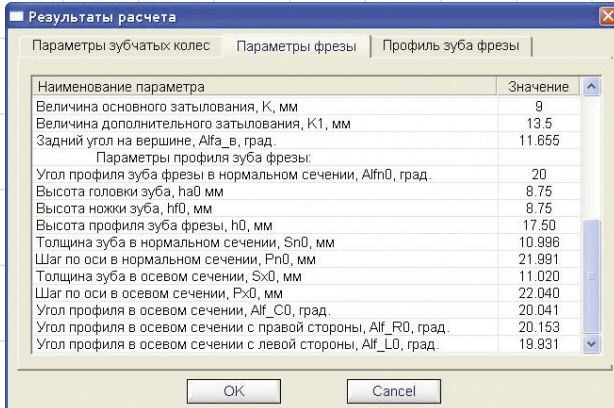 Результаты расчета
Параметры зубчатых колес Параметры фрезы Профиль зуба фрезы
Наименование параметра Значение
Величина основного затылования, K, мм 9
Величина дополнительного затылования, K1, мм 13.5
Задний угол на вершине, Alfa_в, град. 11.655
Параметры профиля зуба фрезы:
Угол профиля зуба фрезы в нормальном сечении, Alfn0, град. 20
Высота головки зуба, ha0 мм 8.75
Высота ножки зуба, hf0, мм 8.75
Высота профиля зуба фрезы, h0, мм 17.50
Толщина зуба в нормальном сечении, Sn0, мм 10.996
Шаг по оси в нормальном сечении, Pn0, мм 21.991
Толщина зуба в осевом сечении, Sx0, мм 11.020
Шаг по оси в осевом сечении, Px0, мм 22.040
Угол профиля в осевом сечении, Alf_C0, град. 20.041
Угол профиля в осевом сечении с правой стороны, Alf_R0, град. 20.153
Угол профиля в осевом сечении с левой стороны, Alf_L0, град. 19.931
OK Cancel